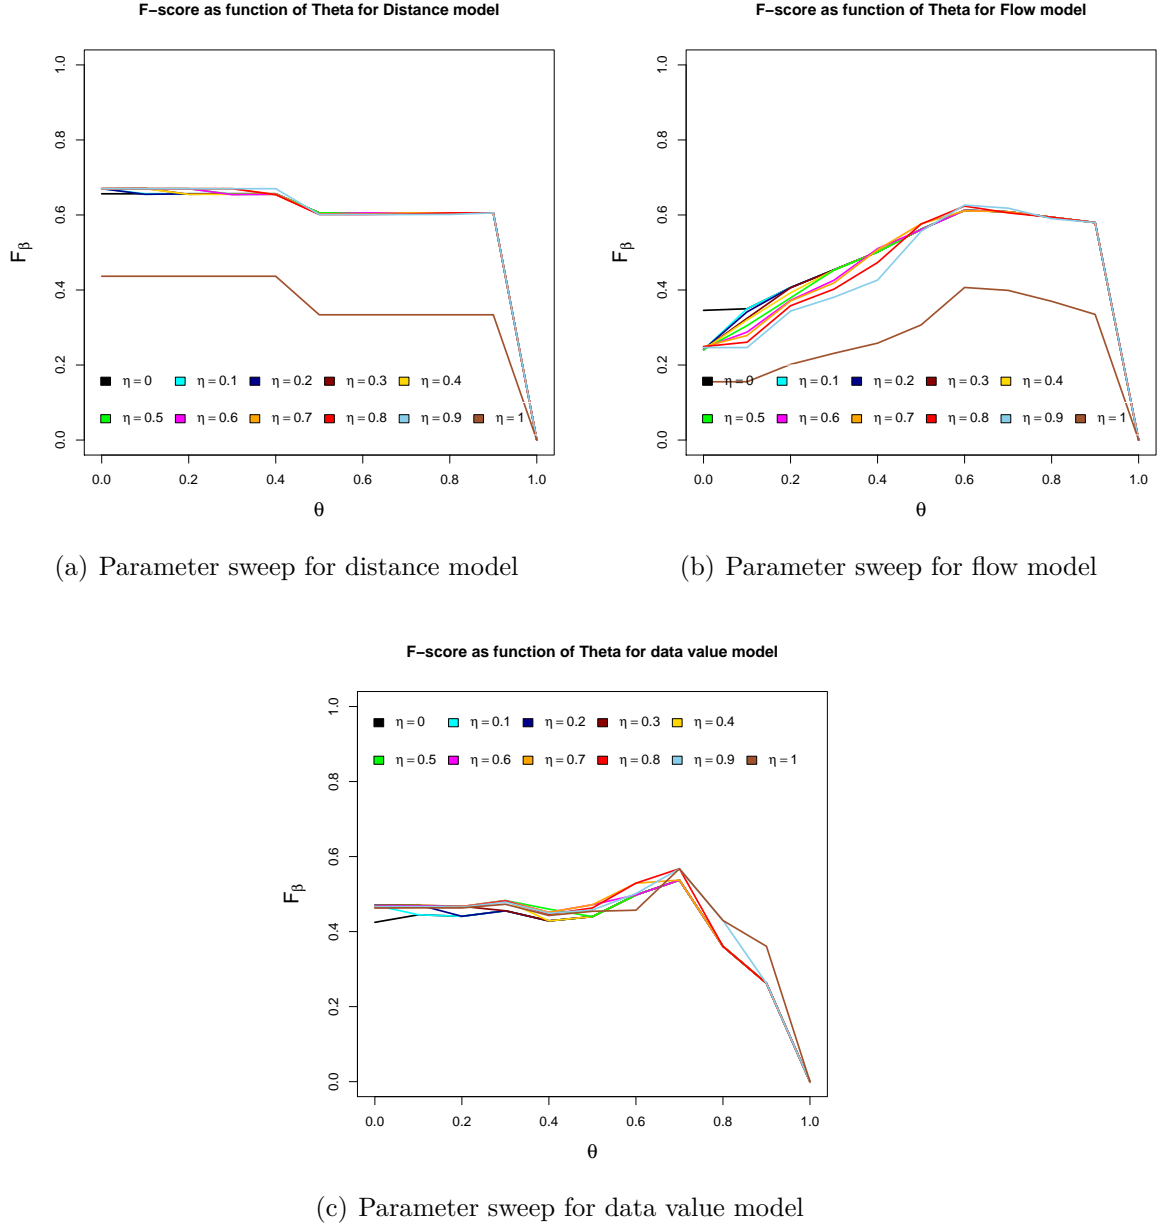 F−score as function of Theta for Distance model
1.0
0.8
0.6
0.4
0.2
0.0
Fβ
η = 0 η = 0.1 η = 0.2 η = 0.3 η = 0.4
η = 0.5 η = 0.6 η = 0.7 η = 0.8 η = 0.9 η = 1
0.0 0.2 0.4 0.6 0.8 1.0
θ
(a) Parameter sweep for distance model
F−score as function of Theta for Flow model
1.0
0.8
0.6
0.4
0.2
0.0
Fβ
η = 0 η = 0.1 η = 0.2 η = 0.3 η = 0.4
η = 0.5 η = 0.6 η = 0.7 η = 0.8 η = 0.9 η = 1
0.0 0.2 0.4 0.6 0.8 1.0
θ
(b) Parameter sweep for flow model
F−score as function of Theta for data value model
1.0
0.8
0.6
0.4
0.2
0.0
Fβ
η = 0 η = 0.1 η = 0.2 η = 0.3 η = 0.4
η = 0.5 η = 0.6 η = 0.7 η = 0.8 η = 0.9 η = 1
0.0 0.2 0.4 0.6 0.8 1.0
θ
(c) Parameter sweep for data value model